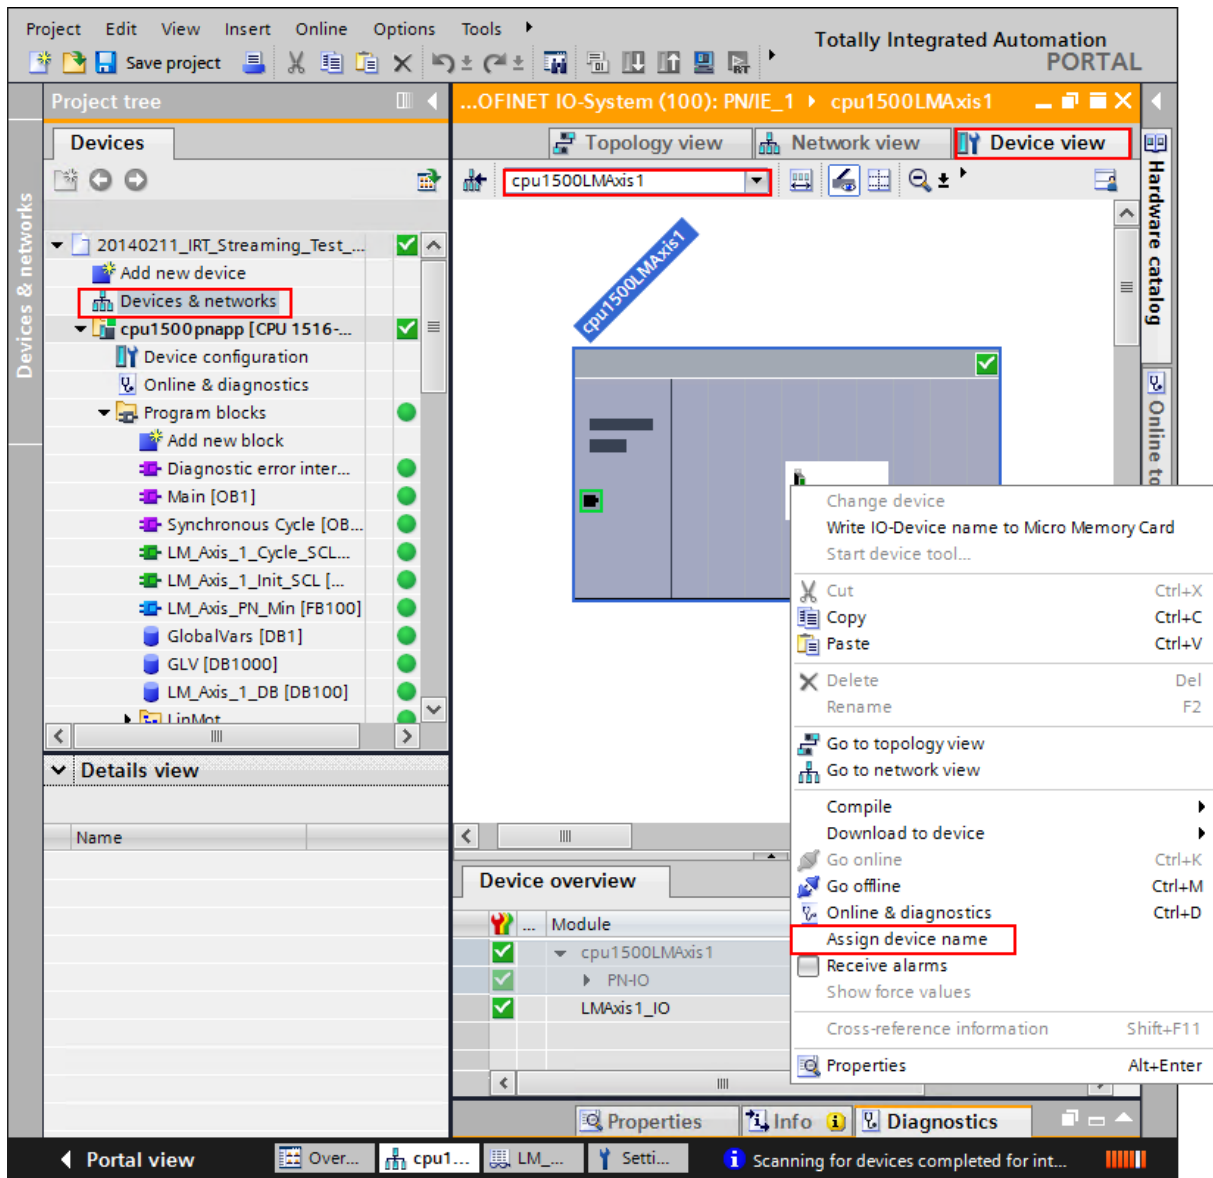 Project Edit View Insert Online Options Tools
Totally Integrated Automation
PORTAL
Save project
Project tree
...OFINET IO-System (100): PN/IE_1 cpu1500LMAxis1
Devices
Topology view Network view Device view
cpu1500LMAxis1
Devices & networks
20140211_IRT_Streaming_Test_...
Add new device
Devices & networks
cpu1500pnapp [CPU 1516-...
Device configuration
Online & diagnostics
Program blocks
Add new block
Diagnostic error inter...
Main [OB1]
Synchronous Cycle [OB...
LM_Axis_1_Cycle_SCL...
LM_Axis_1_Init_SCL [...
LM_Axis_PN_Min [FB100]
GlobalVars [DB1]
GLV [DB1000]
LM_Axis_1_DB [DB100]
LinMot
Details view
Name
cpu1500LMAxis1
Hardware catalog
Online to
Change device
Write IO-Device name to Micro Memory Card
Start device tool...
Cut Ctrl+X
Copy Ctrl+C
Paste Ctrl+V
Delete Del
Rename F2
Go to topology view
Go to network view
Compile
Download to device
Go online Ctrl+K
Go offline Ctrl+M
Online & diagnostics Ctrl+D
Assign device name
Receive alarms
Show force values
Cross-reference information Shift+F11
Properties Alt+Enter
Device overview
... Module
cpu1500LMAxis1
PN-IO
LMAxis1_IO
Properties Info Diagnostics
Portal view Over... cpu1... LM_... Setti... Scanning for devices completed for int...